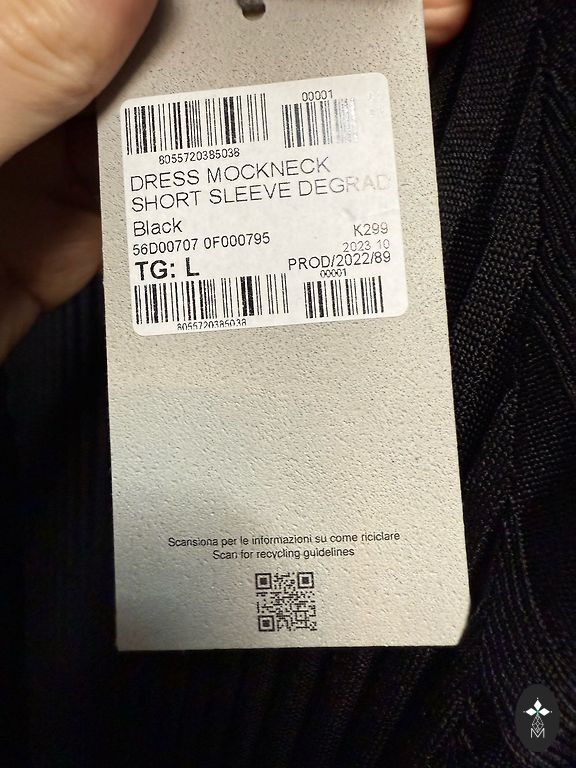 00001
8055720385038
DRESS MOCKNECK
SHORT SLEEVE DEGRAD
Black
56D00707 0F000795
K299
2023 10
TG: L
PROD/2022/89
00001
8055720385038
Scansiona per le informazioni su come riciclare
Scan for recycling guidelines
M